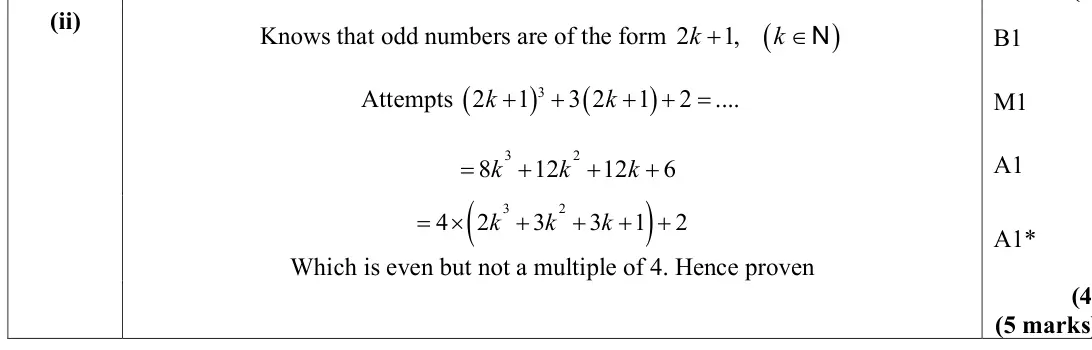 (ii)
Knows that odd numbers are of the form 2k + 1, (k ∈ N) B1
Attempts (2k + 1)³ + 3(2k + 1) + 2 = .... M1
= 8k³ + 12k² + 12k + 6 A1
= 4 × (2k³ + 3k² + 3k + 1) + 2
A1*
Which is even but not a multiple of 4. Hence proven
(4
(5 marks)